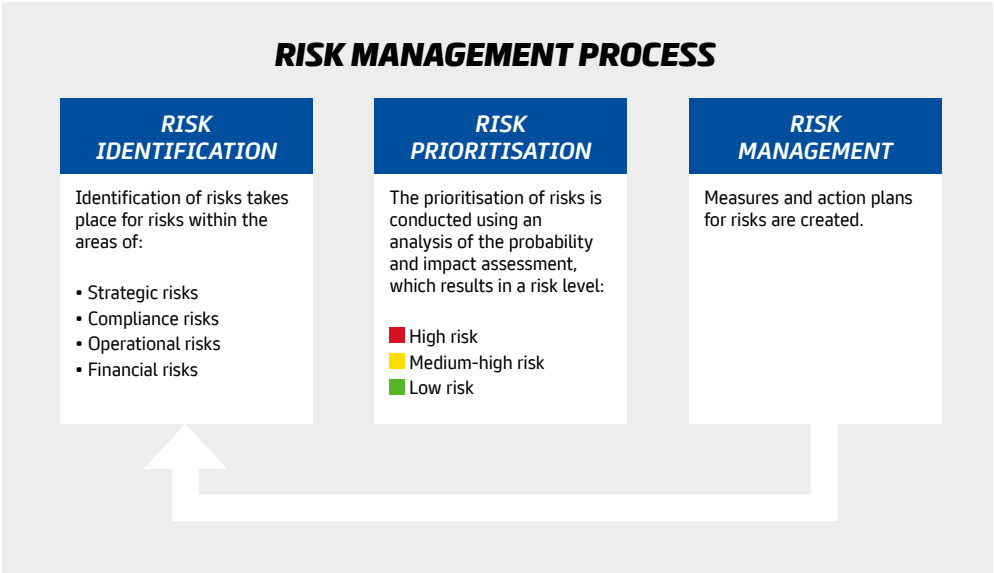 RISK MANAGEMENT PROCESS
RISK
IDENTIFICATION
Identification of risks takes
place for risks within the
areas of:
• Strategic risks
• Compliance risks
• Operational risks
• Financial risks
RISK
PRIORITISATION
The prioritisation of risks is
conducted using an
analysis of the probability
and impact assessment,
which results in a risk level:
High risk
Medium-high risk
Low risk
RISK
MANAGEMENT
Measures and action plans
for risks are created.